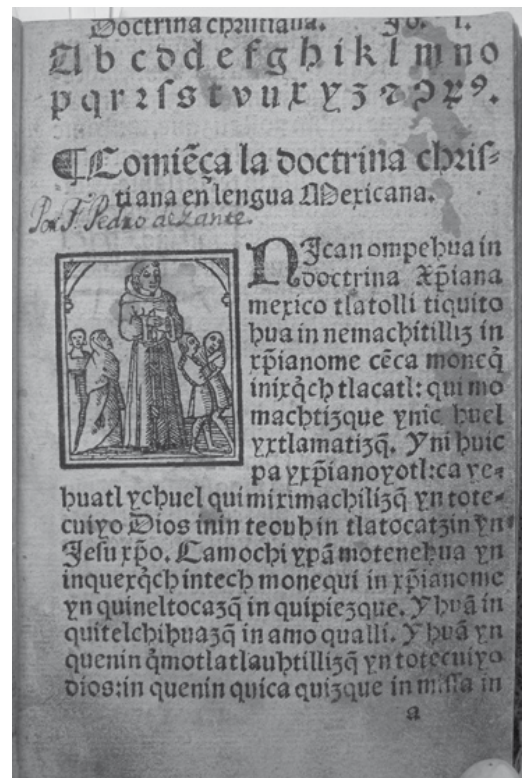 Doctrina christiana. Fo. I.
A b c d d e f g h i k l m n o
p q r ꝛ ſ s t v u x y z ꝛ ꝯ ꝝ ꝰ.
¶Comiẽça la doctrina chriſ⸗
tiana en lengua Mexicana.
Por F. Pedro de Gante.
NIcan ompehua in
doctrina xp̃iana
mexico tlatolli tiquito
hua in nemachitilliz in
xp̃ianome cẽca moneq̃
inixq̃ch tlacatl: qui mo
machtizque ynic huel
yxtlamatizq̃. Yni huic
pa yxp̃ianoyotl:ca ye⸗
huatl ychuel quimiximachilizq̃ yn tote⸗
cuiyo Dios inin teouh in tlatocatzin yn
Jeſu xp̃o. Camochi ypã motenehua yn
inquexq̃ch intech monequi in xp̃ianome
yn quineltocazq̃ in quipiezque. Yhuã in
quitelchihuazq̃ in amo qualli. Yhuã yn
quenin q̃motlatlauhtillizq̃ yn totecuiyo
dios:in quenin quica quizque in miſſa in
a